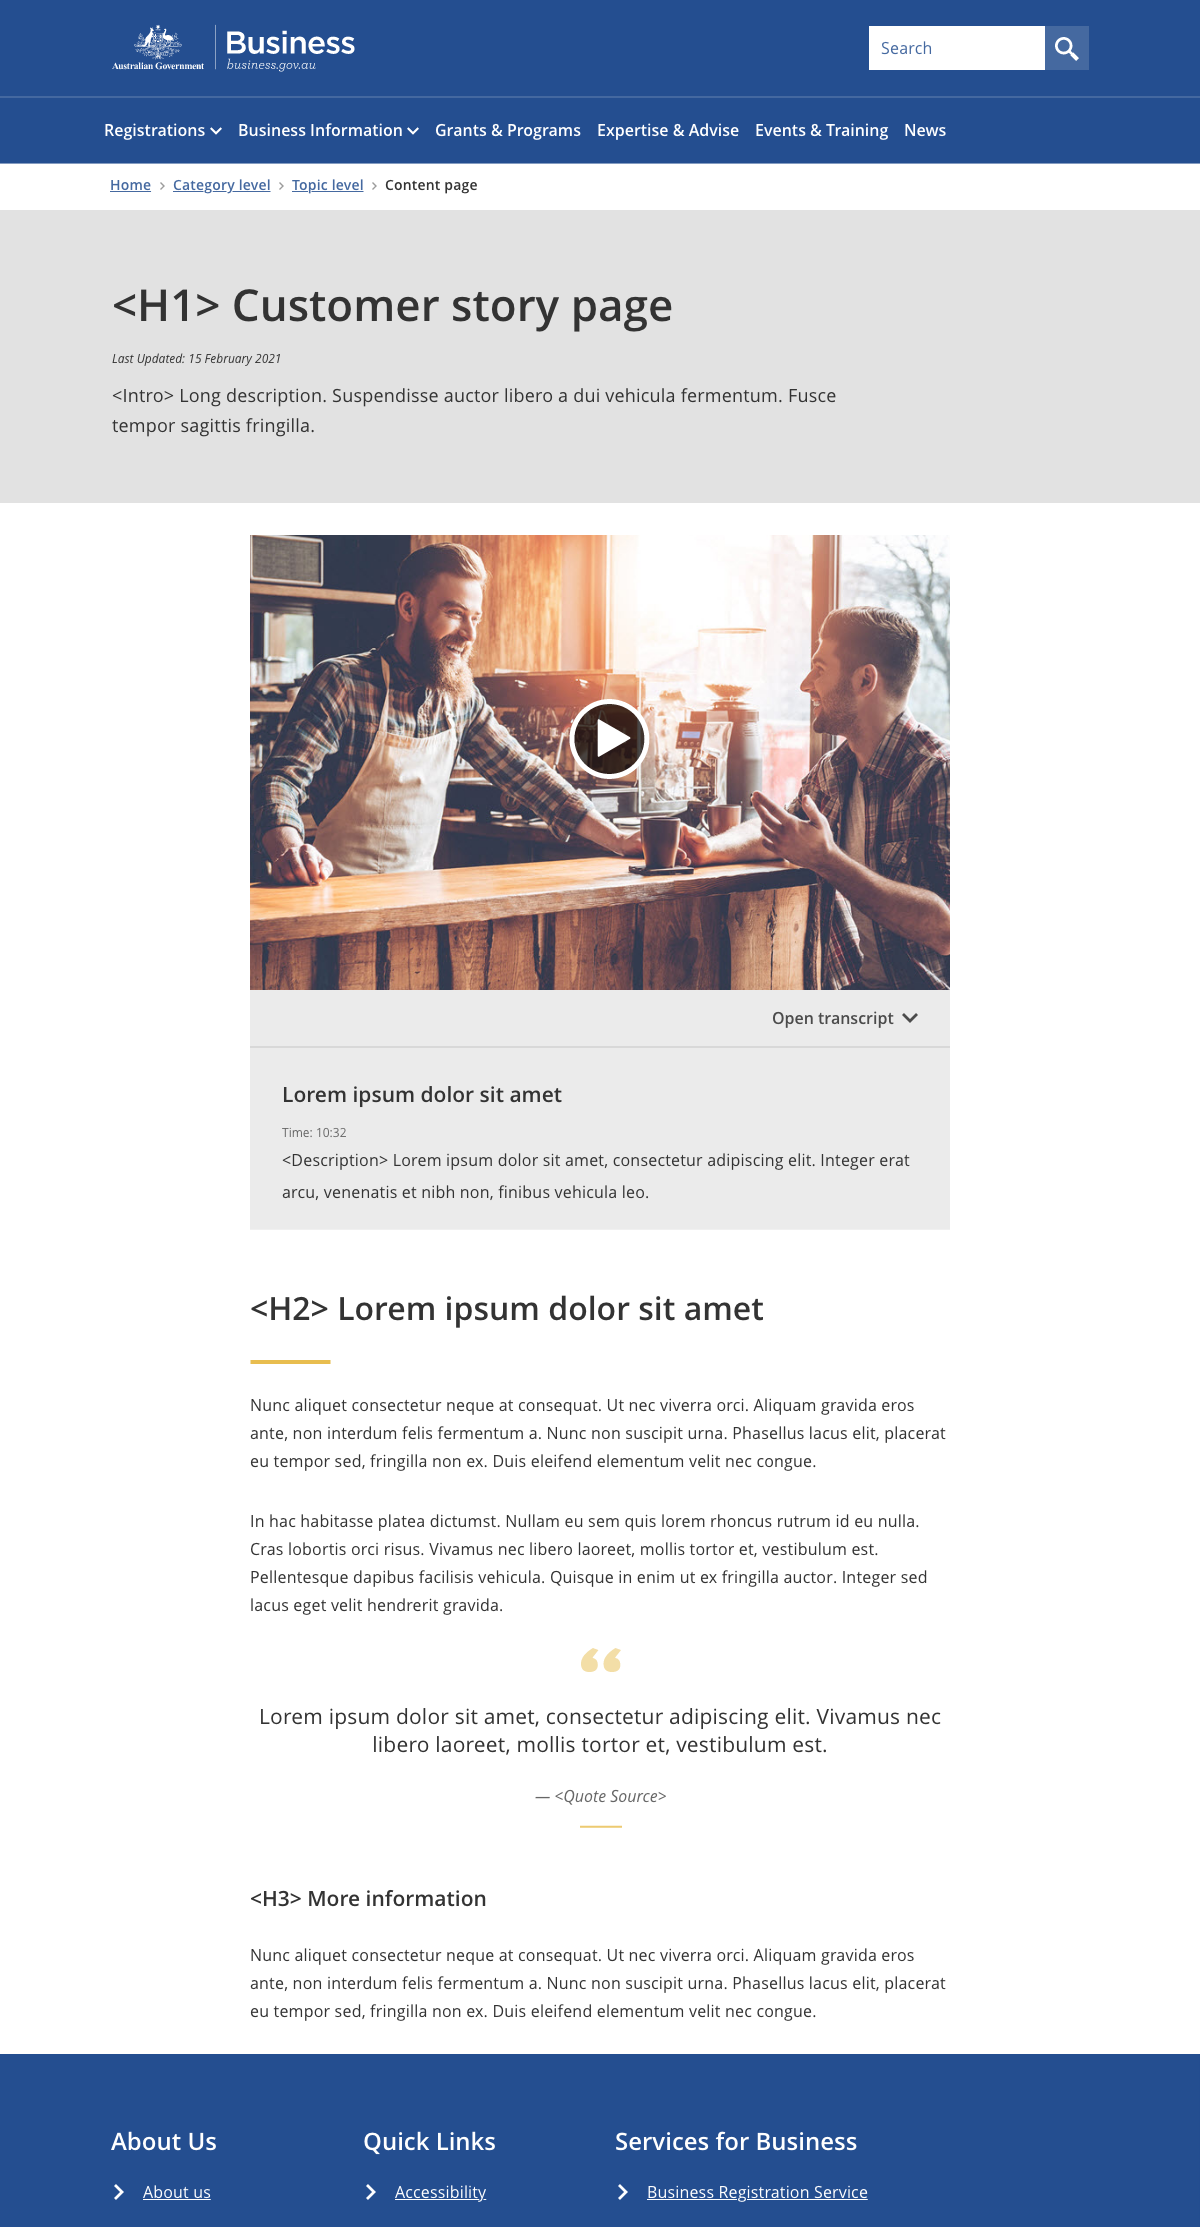 Australian Government
Business
business.gov.au
Search
Registrations Business Information Grants & Programs Expertise & Advise Events & Training News
Home > Category level > Topic level > Content page
<H1> Customer story page
Last Updated: 15 February 2021
<Intro> Long description. Suspendisse auctor libero a dui vehicula fermentum. Fusce
tempor sagittis fringilla.
Open transcript
Lorem ipsum dolor sit amet
Time: 10:32
<Description> Lorem ipsum dolor sit amet, consectetur adipiscing elit. Integer erat
arcu, venenatis et nibh non, finibus vehicula leo.
<H2> Lorem ipsum dolor sit amet
Nunc aliquet consectetur neque at consequat. Ut nec viverra orci. Aliquam gravida eros
ante, non interdum felis fermentum a. Nunc non suscipit urna. Phasellus lacus elit, placerat
eu tempor sed, fringilla non ex. Duis eleifend elementum velit nec congue.
In hac habitasse platea dictumst. Nullam eu sem quis lorem rhoncus rutrum id eu nulla.
Cras lobortis orci risus. Vivamus nec libero laoreet, mollis tortor et, vestibulum est.
Pellentesque dapibus facilisis vehicula. Quisque in enim ut ex fringilla auctor. Integer sed
lacus eget velit hendrerit gravida.
“
Lorem ipsum dolor sit amet, consectetur adipiscing elit. Vivamus nec
libero laoreet, mollis tortor et, vestibulum est.
— <Quote Source>
<H3> More information
Nunc aliquet consectetur neque at consequat. Ut nec viverra orci. Aliquam gravida eros
ante, non interdum felis fermentum a. Nunc non suscipit urna. Phasellus lacus elit, placerat
eu tempor sed, fringilla non ex. Duis eleifend elementum velit nec congue.
About Us
About us
Quick Links
Accessibility
Services for Business
Business Registration Service